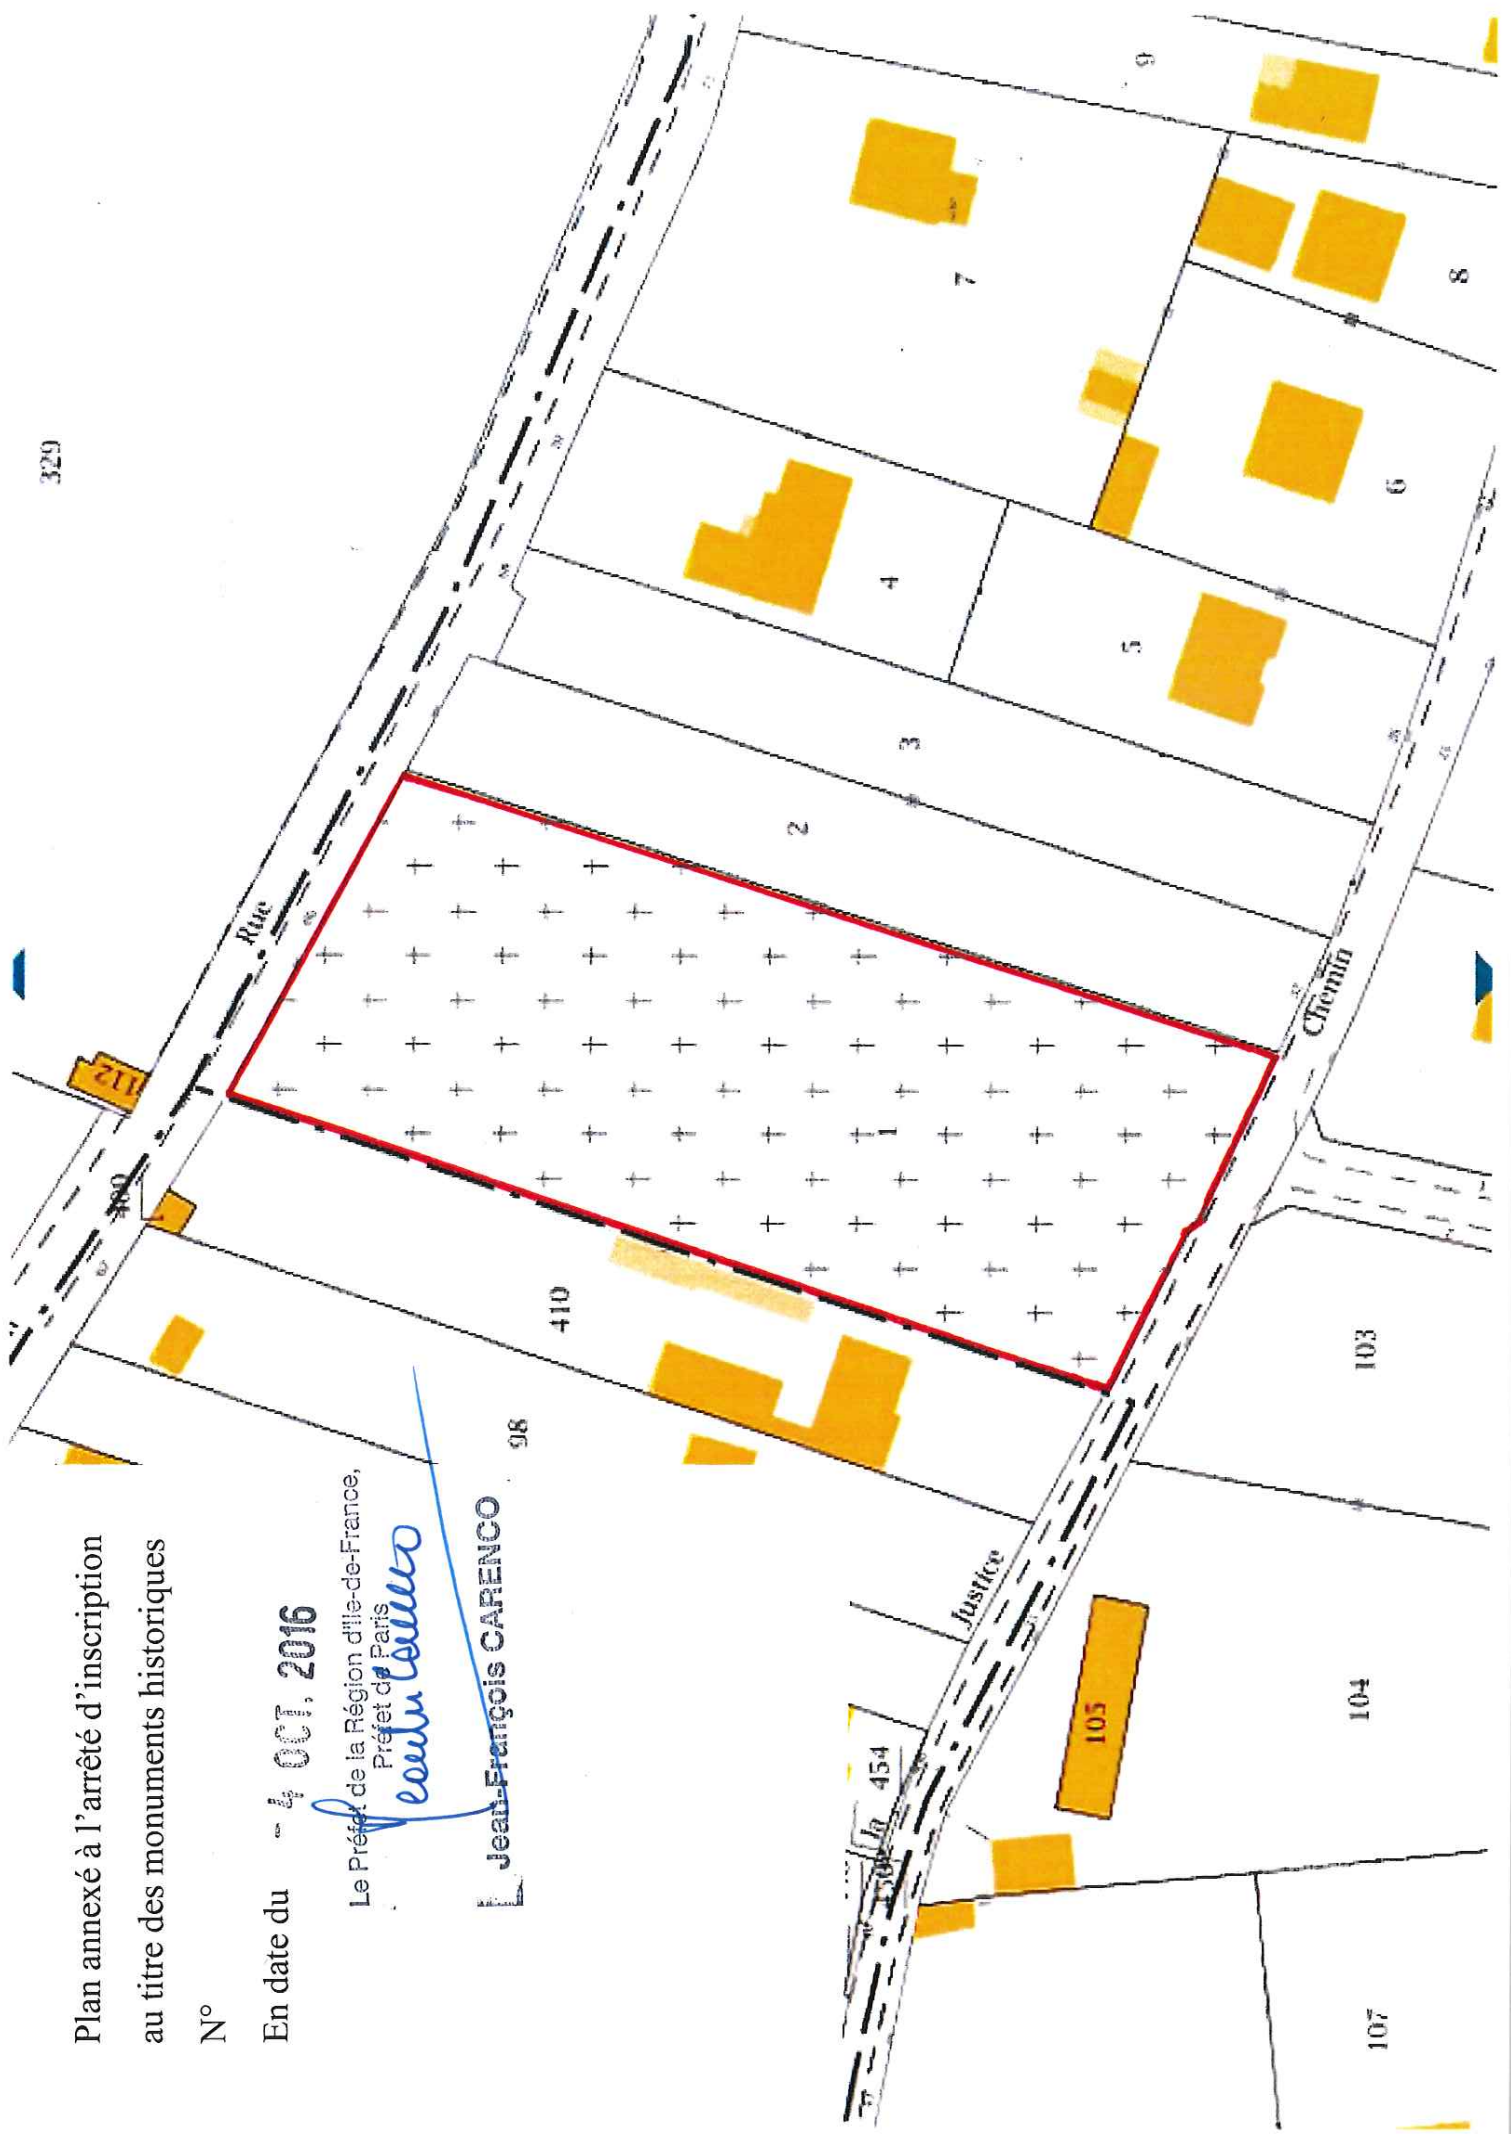 Plan annexé à l'arrêté d'inscription
au titre des monuments historiques
N°
En date du - 4 OCT. 2016
Le Préfet de la Région d'Ile-de-France,
Préfet de Paris
Jean-François CARENCO
98
410
329
Rue
112
1
2
3
4
5
6
7
8
9
Chemin
Justice
454
103
104
105
107